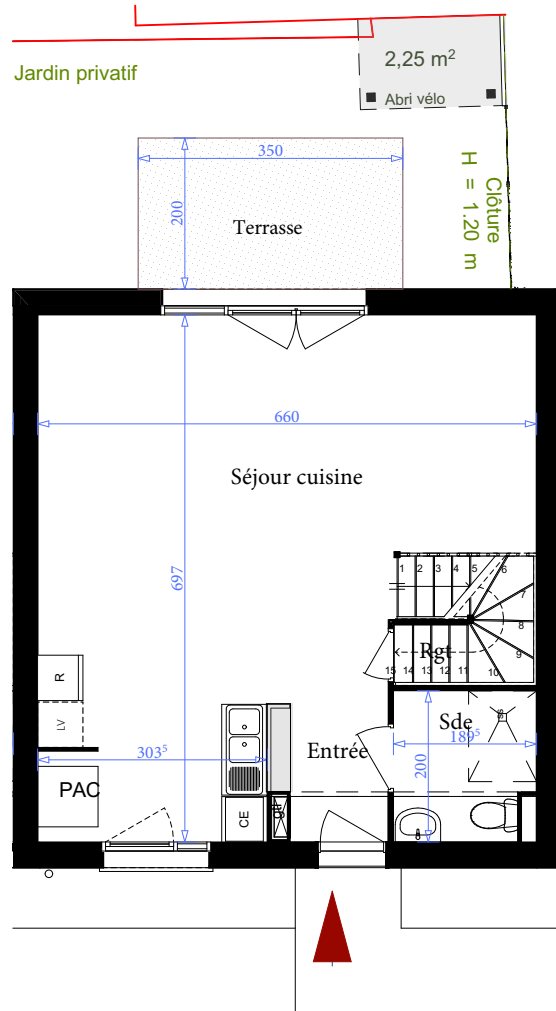 2,25 m²
Jardin privatif
Abri vélo
350
200
Clôture
H = 1.20 m
Terrasse
660
Séjour cuisine
697
1 2 3 4 5 6
7
8
9
10
15 14 13 12 11
Rgt
R
LV
Sde
SS
189⁵
200
303⁵
Entrée
PAC
CE
gtl